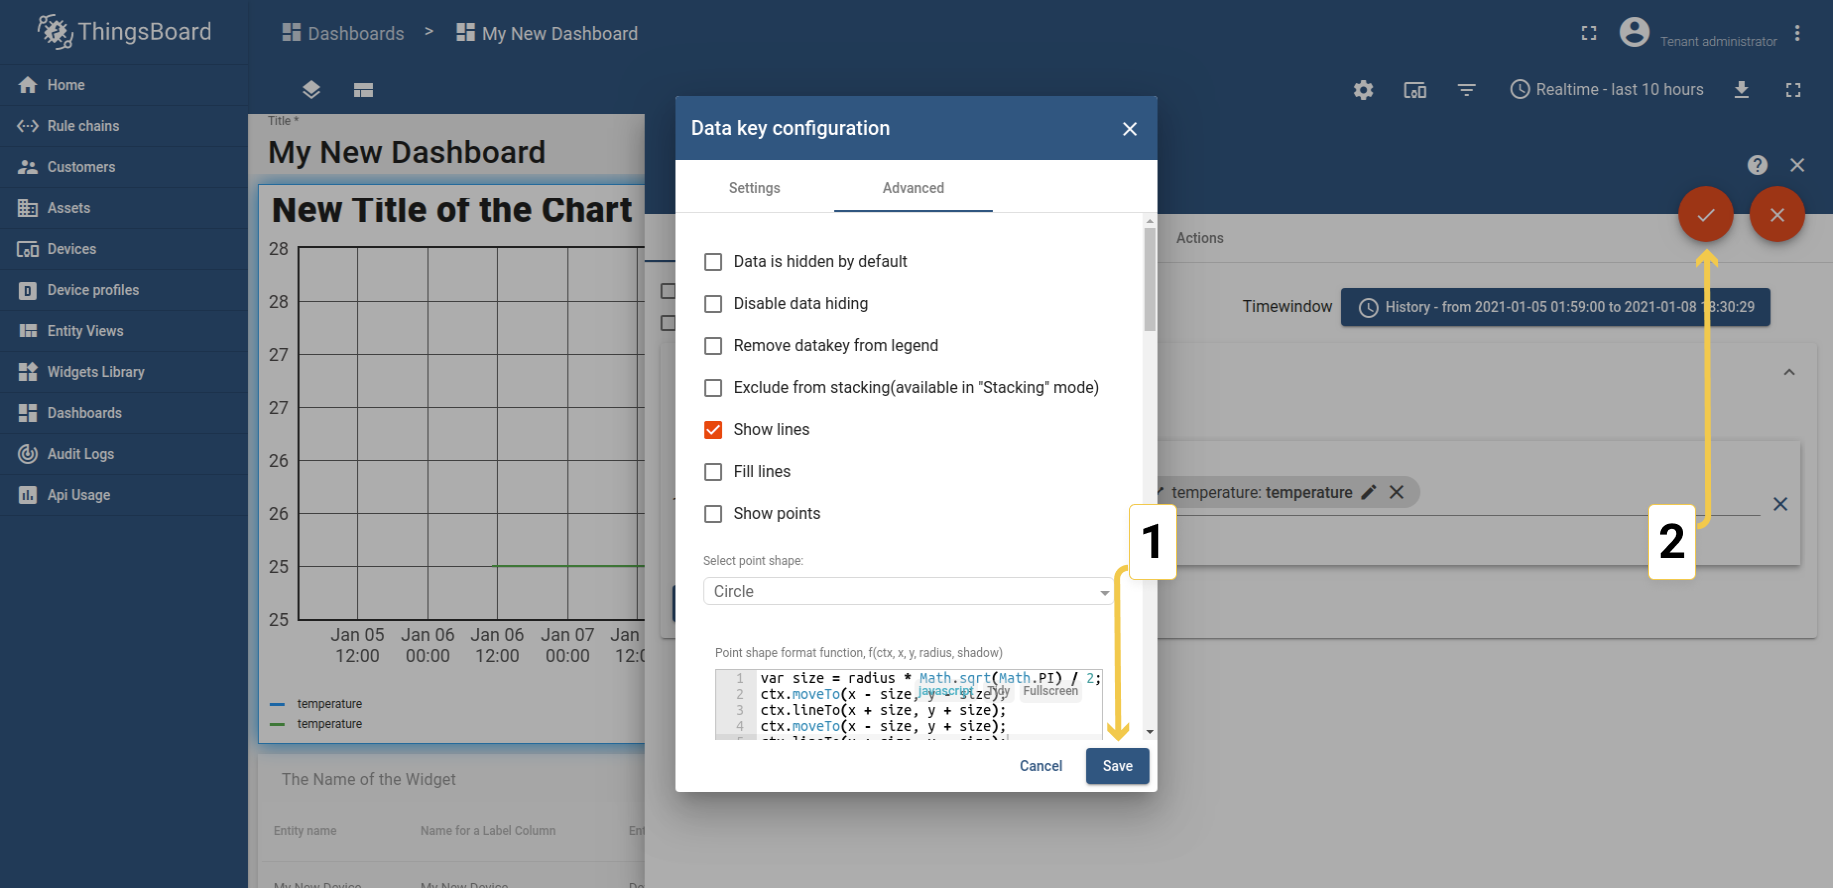 ThingsBoard
Dashboards > My New Dashboard
Tenant administrator
Home
Rule chains
Customers
Assets
Devices
Device profiles
Entity Views
Widgets Library
Dashboards
Audit Logs
Api Usage
Realtime - last 10 hours
Title *
My New Dashboard
New Title of the Chart
28
28
27
27
26
26
25
25
Jan 05 Jan 06 Jan 06 Jan 07 Jan
12:00 00:00 12:00 00:00
temperature
temperature
The Name of the Widget
Entity name Name for a Label Column
My New Device My New Device
Data key configuration
Settings Advanced
Data is hidden by default
Disable data hiding
Remove datakey from legend
Exclude from stacking(available in "Stacking" mode)
Show lines
Fill lines
Show points
Select point shape:
Circle
Point shape format function, f(ctx, x, y, radius, shadow)
javascript Tidy Fullscreen
1 var size = radius * Math.sqrt(Math.PI) / 2;
2 ctx.moveTo(x - size, y - size);
3 ctx.lineTo(x + size, y + size);
4 ctx.moveTo(x - size, y + size);
Cancel Save
Actions
Timewindow History - from 2021-01-05 01:59:00 to 2021-01-08 18:30:29
temperature: temperature
1
2